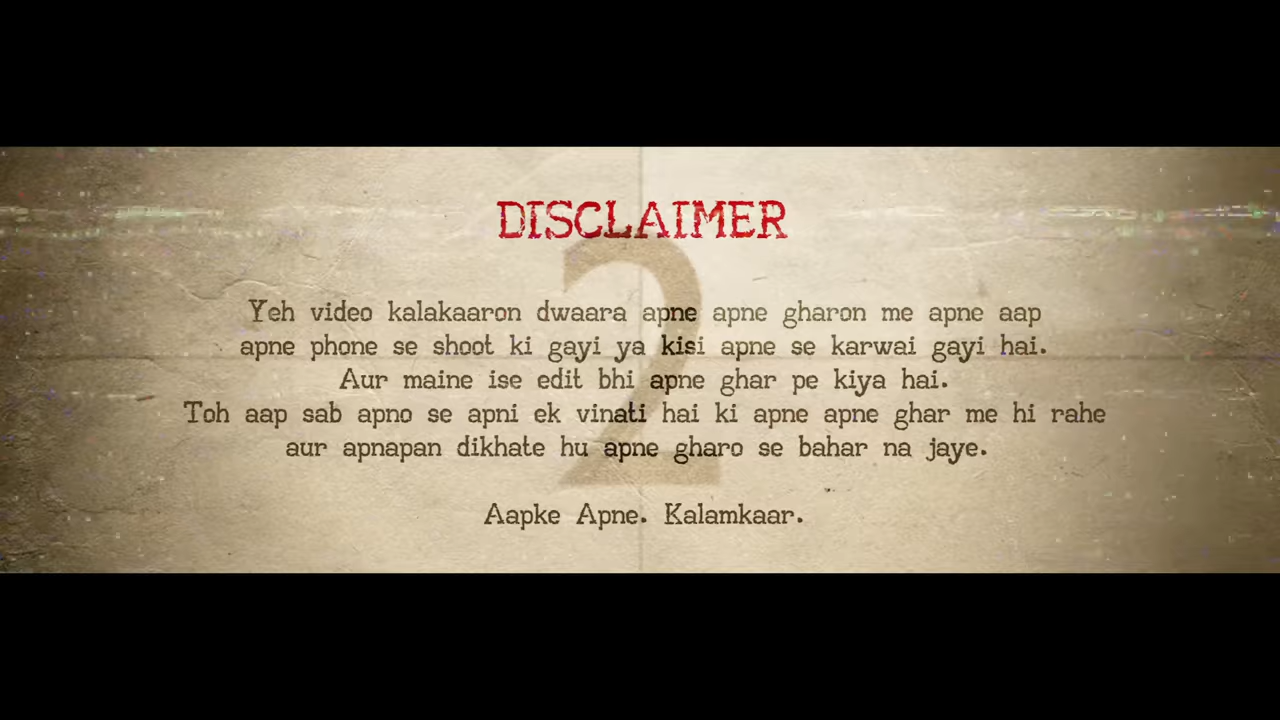 DISCLAIMER
2
Yeh video kalakaaron dwaara apne apne gharon me apne aap
apne phone se shoot ki gayi ya kisi apne se karwai gayi hai.
Aur maine ise edit bhi apne ghar pe kiya hai.
Toh aap sab apno se apni ek vinati hai ki apne apne ghar me hi rahe
aur apnapan dikhate hu apne gharo se bahar na jaye.
Aapke Apne. Kalamkaar.